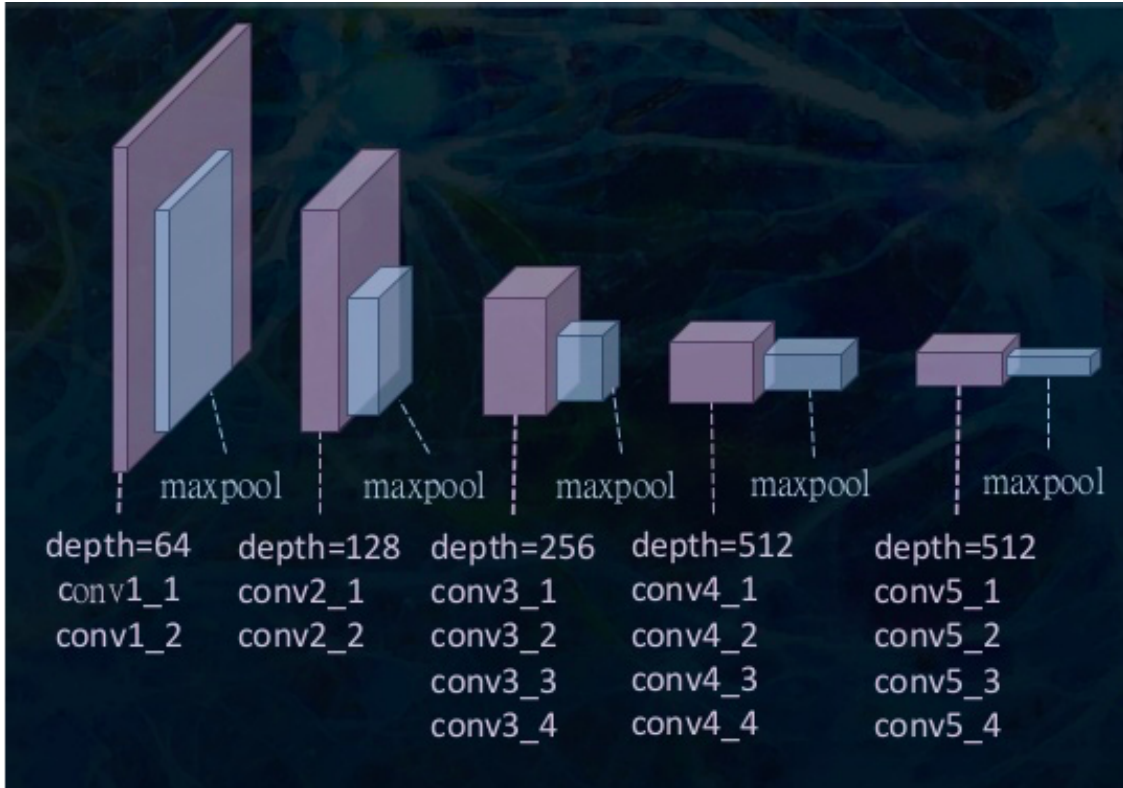 maxpool
maxpool
maxpool
maxpool
maxpool
depth=64
conv1_1
conv1_2
depth=128
conv2_1
conv2_2
depth=256
conv3_1
conv3_2
conv3_3
conv3_4
depth=512
conv4_1
conv4_2
conv4_3
conv4_4
depth=512
conv5_1
conv5_2
conv5_3
conv5_4